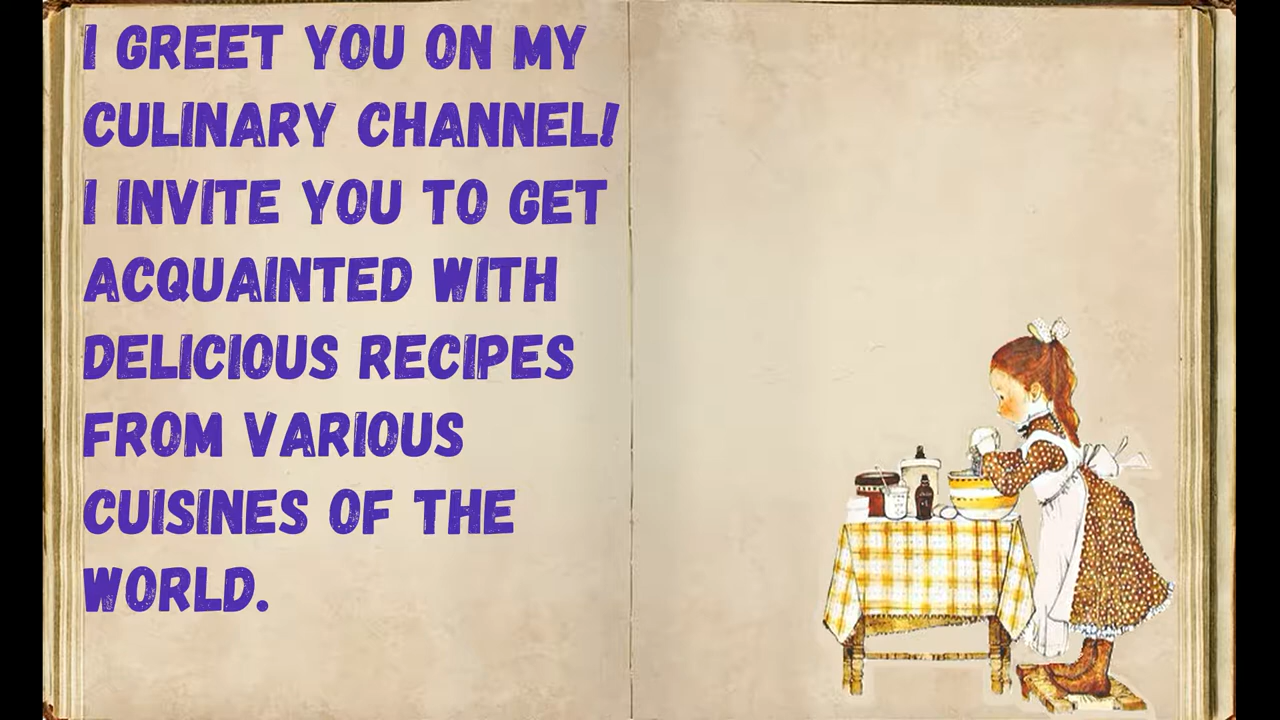 I GREET YOU ON MY
CULINARY CHANNEL!
I INVITE YOU TO GET
ACQUAINTED WITH
DELICIOUS RECIPES
FROM VARIOUS
CUISINES OF THE
WORLD.